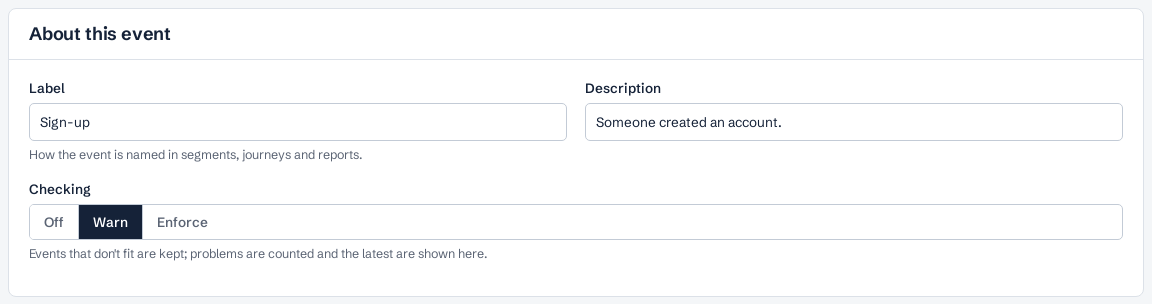 About this event
Label
Description
Sign-up
Someone created an account.
How the event is named in segments, journeys and reports.
Checking
Off
Warn
Enforce
Events that don't fit are kept; problems are counted and the latest are shown here.